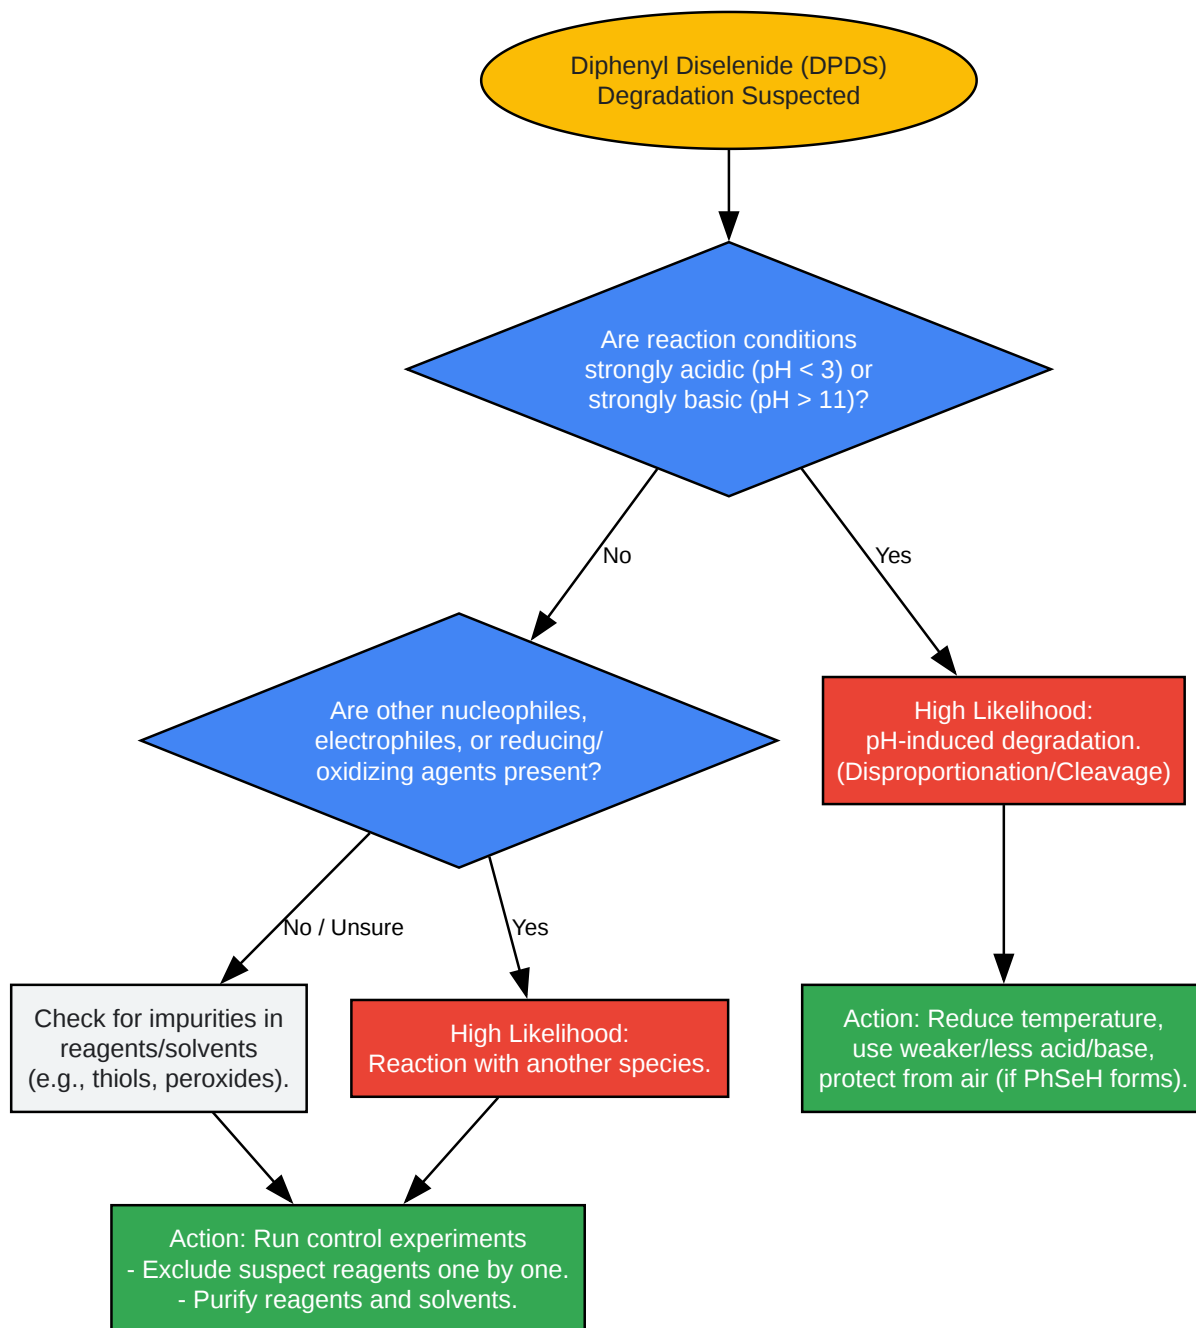 Diphenyl Diselenide (DPDS)
Degradation Suspected
Are reaction conditions
strongly acidic (pH < 3) or
strongly basic (pH > 11)?
No
Yes
Are other nucleophiles,
electrophiles, or reducing/
oxidizing agents present?
High Likelihood:
pH-induced degradation.
(Disproportionation/Cleavage)
No / Unsure
Yes
Check for impurities in
reagents/solvents
(e.g., thiols, peroxides).
High Likelihood:
Reaction with another species.
Action: Reduce temperature,
use weaker/less acid/base,
protect from air (if PhSeH forms).
Action: Run control experiments
- Exclude suspect reagents one by one.
- Purify reagents and solvents.